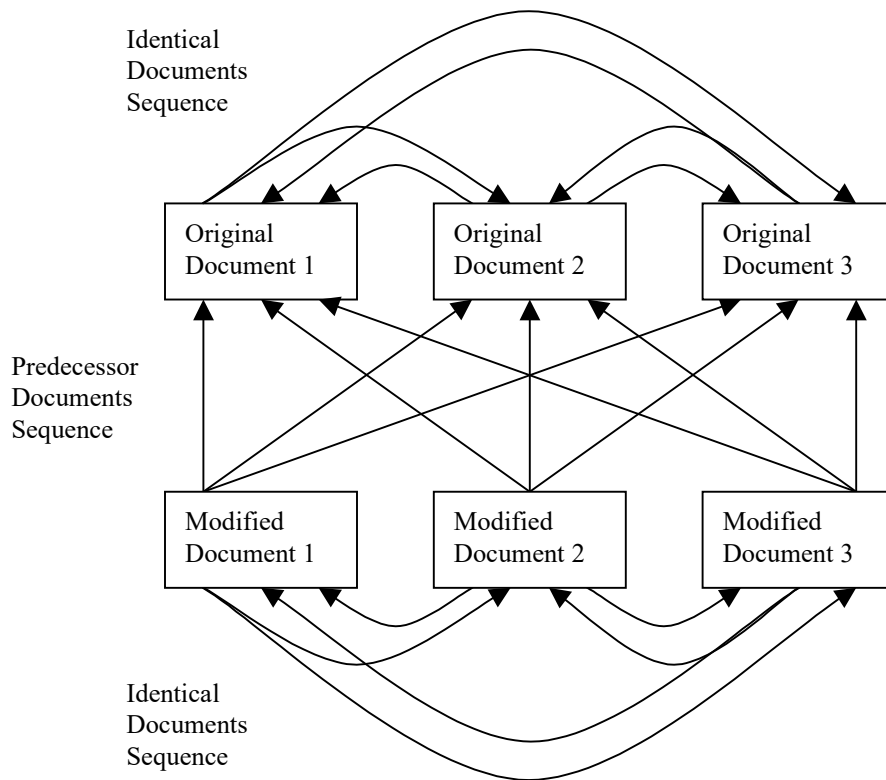 Identical
Documents
Sequence
Original
Document 1
Original
Document 2
Original
Document 3
Predecessor
Documents
Sequence
Modified
Document 1
Modified
Document 2
Modified
Document 3
Identical
Documents
Sequence